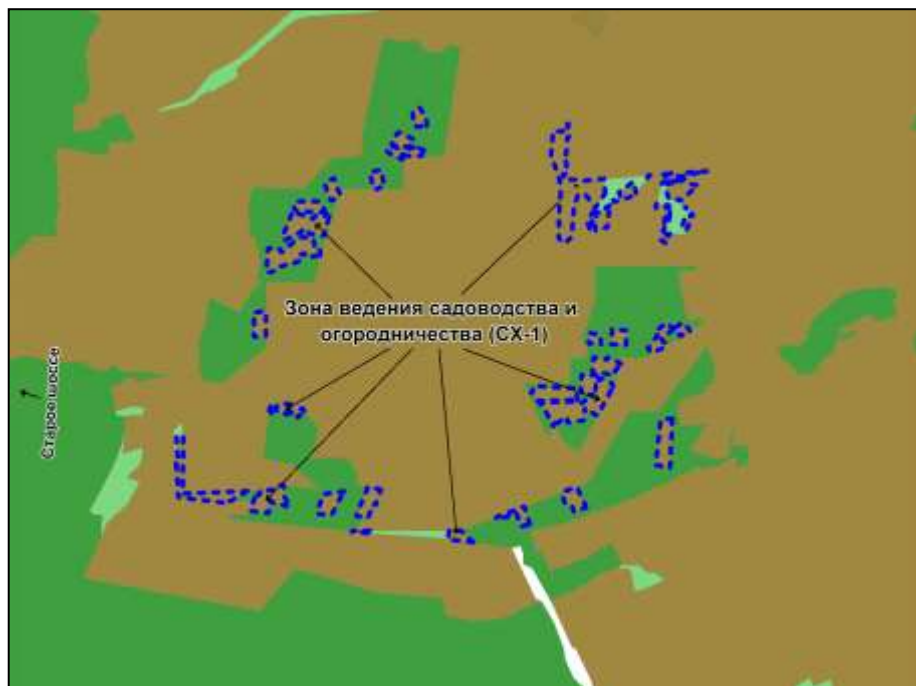 Зона ведения садоводства и
огородничества (СХ-1)
Старое шоссе